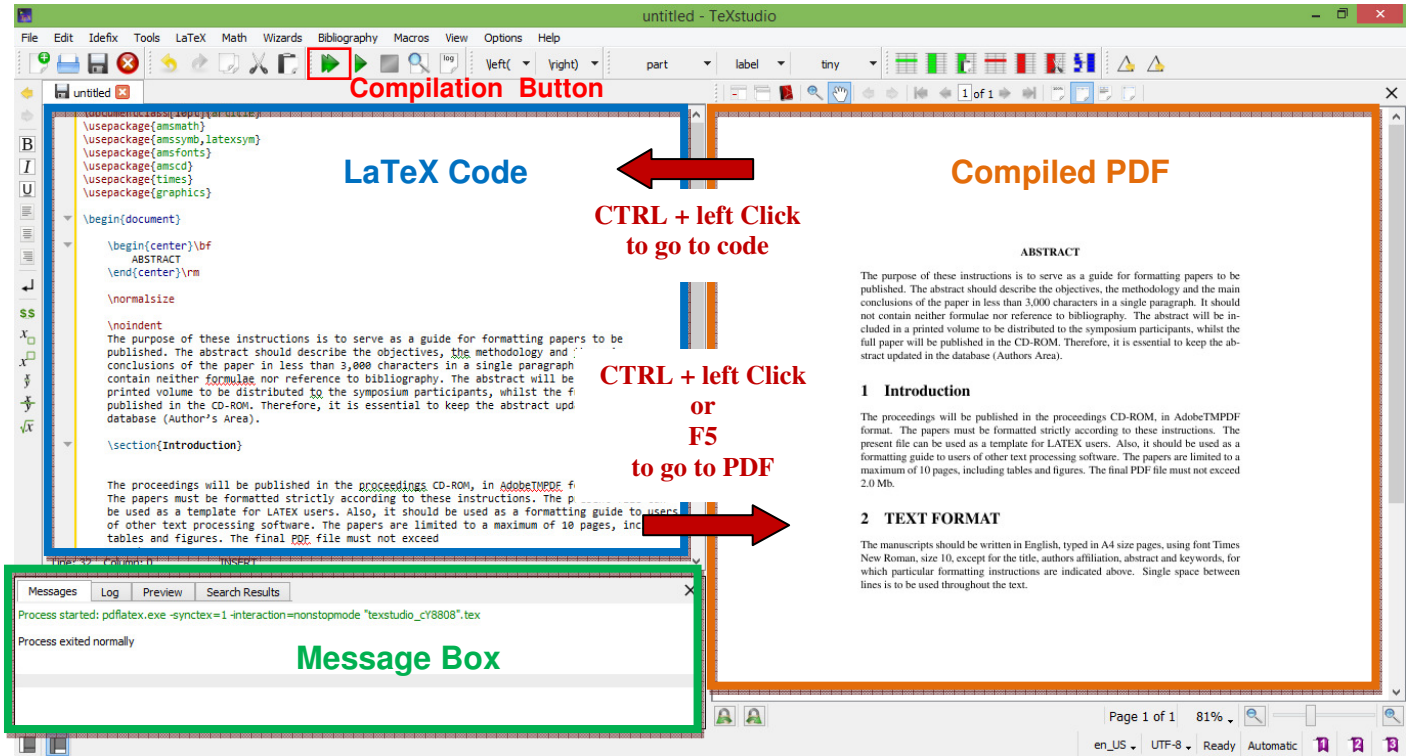 untitled - TeXstudio
File Edit Idefix Tools LaTeX Math Wizards Bibliography Macros View Options Help
log \left( \right) part label tiny
Compilation Button
untitled
1 of 1
\usepackage{amsmath}
\usepackage{amssymb,latexsym}
\usepackage{amsfonts}
\usepackage{amscd}
\usepackage{times}
\usepackage{graphics}
\begin{document}
\begin{center}\bf
ABSTRACT
\end{center}\rm
\normalsize
\noindent
The purpose of these instructions is to serve as a guide for formatting papers to be
published. The abstract should describe the objectives, the methodology and
conclusions of the paper in less than 3,000 characters in a single paragraph
contain neither formulae nor reference to bibliography. The abstract will be
printed volume to be distributed to the symposium participants, whilst the
published in the CD-ROM. Therefore, it is essential to keep the abstract
database (Author's Area).
\section{Introduction}
The proceedings will be published in the proceedings CD-ROM, in AdobeTMPDF
The papers must be formatted strictly according to these instructions. The
be used as a template for LATEX users. Also, it should be used as a formatting guide to users
of other text processing software. The papers are limited to a maximum of 10 pages,
tables and figures. The final PDF file must not exceed
Line: 32 Column: 0 INSERT
LaTeX Code
CTRL + left Click
to go to code
CTRL + left Click
or
F5
to go to PDF
Compiled PDF
ABSTRACT
The purpose of these instructions is to serve as a guide for formatting papers to be
published. The abstract should describe the objectives, the methodology and the main
conclusions of the paper in less than 3,000 characters in a single paragraph. It should
not contain neither formulae nor reference to bibliography. The abstract will be in-
cluded in a printed volume to be distributed to the symposium participants, whilst the
full paper will be published in the CD-ROM. Therefore, it is essential to keep the ab-
stract updated in the database (Authors Area).
1 Introduction
The proceedings will be published in the proceedings CD-ROM, in AdobeTMPDF
format. The papers must be formatted strictly according to these instructions. The
present file can be used as a template for LATEX users. Also, it should be used as a
formatting guide to users of other text processing software. The papers are limited to a
maximum of 10 pages, including tables and figures. The final PDF file must not exceed
2.0 Mb.
2 TEXT FORMAT
The manuscripts should be written in English, typed in A4 size pages, using font Times
New Roman, size 10, except for the title, authors affiliation, abstract and keywords, for
which particular formatting instructions are indicated above. Single space between
lines is to be used throughout the text.
Messages Log Preview Search Results
Process started: pdflatex.exe -synctex=1 -interaction=nonstopmode "texstudio_cY8808".tex
Process exited normally
Message Box
Page 1 of 1 81%
en_US UTF-8 Ready Automatic 1 2 3